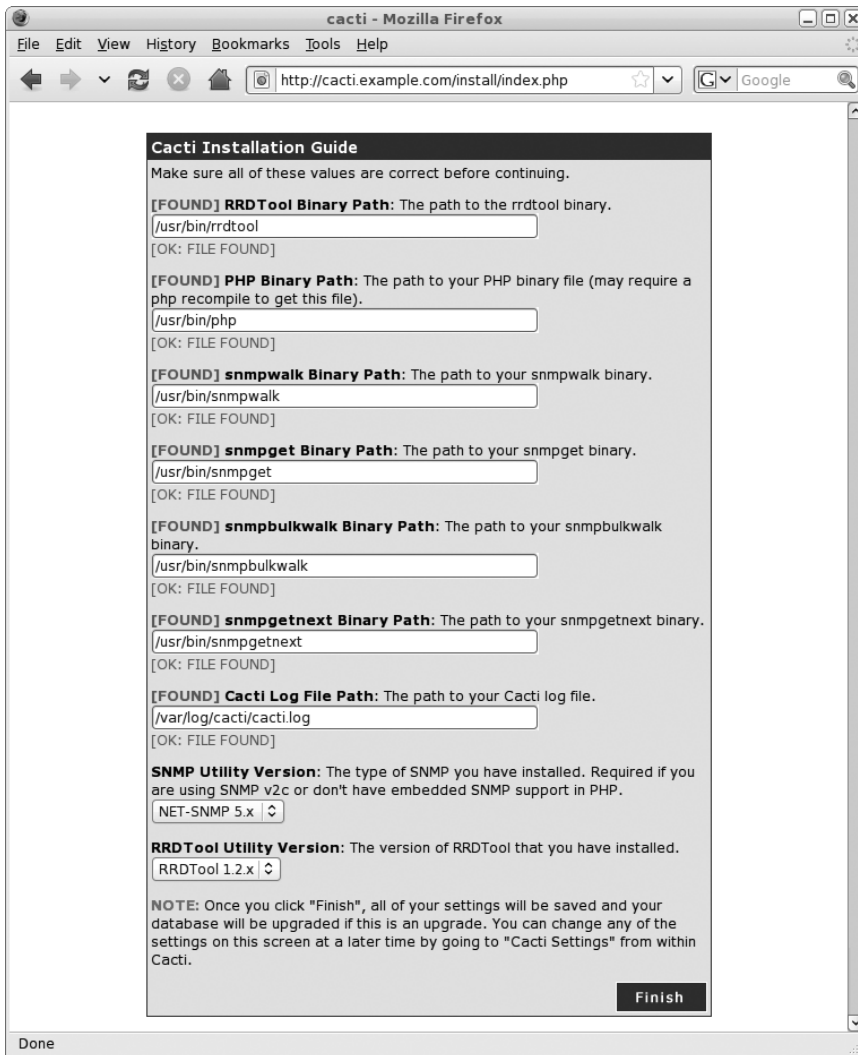 cacti - Mozilla Firefox
File Edit View History Bookmarks Tools Help
http://cacti.example.com/install/index.php
G Google
Cacti Installation Guide
Make sure all of these values are correct before continuing.
[FOUND] RRDTool Binary Path: The path to the rrdtool binary.
/usr/bin/rrdtool
[OK: FILE FOUND]
[FOUND] PHP Binary Path: The path to your PHP binary file (may require a
php recompile to get this file).
/usr/bin/php
[OK: FILE FOUND]
[FOUND] snmpwalk Binary Path: The path to your snmpwalk binary.
/usr/bin/snmpwalk
[OK: FILE FOUND]
[FOUND] snmpget Binary Path: The path to your snmpget binary.
/usr/bin/snmpget
[OK: FILE FOUND]
[FOUND] snmpbulkwalk Binary Path: The path to your snmpbulkwalk
binary.
/usr/bin/snmpbulkwalk
[OK: FILE FOUND]
[FOUND] snmpgetnext Binary Path: The path to your snmpgetnext binary.
/usr/bin/snmpgetnext
[OK: FILE FOUND]
[FOUND] Cacti Log File Path: The path to your Cacti log file.
/var/log/cacti/cacti.log
[OK: FILE FOUND]
SNMP Utility Version: The type of SNMP you have installed. Required if you
are using SNMP v2c or don't have embedded SNMP support in PHP.
NET-SNMP 5.x
RRDTool Utility Version: The version of RRDTool that you have installed.
RRDTool 1.2.x
NOTE: Once you click "Finish", all of your settings will be saved and your
database will be upgraded if this is an upgrade. You can change any of the
settings on this screen at a later time by going to "Cacti Settings" from within
Cacti.
Finish
Done